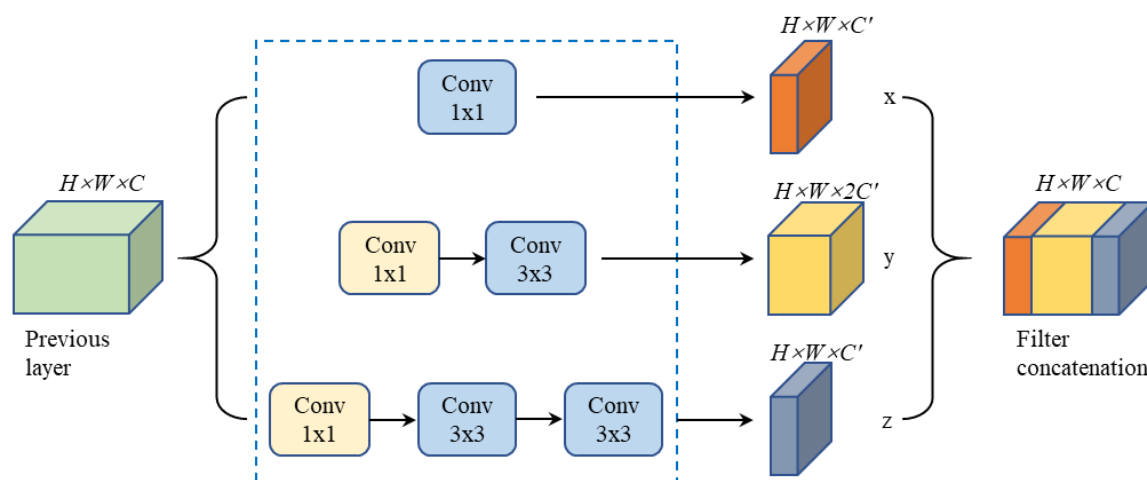 H×W×C
Previous
layer
Conv
1x1
Conv
1x1
Conv
3x3
Conv
1x1
Conv
3x3
Conv
3x3
H×W×C'
x
H×W×2C'
y
H×W×C'
z
H×W×C
Filter
concatenation